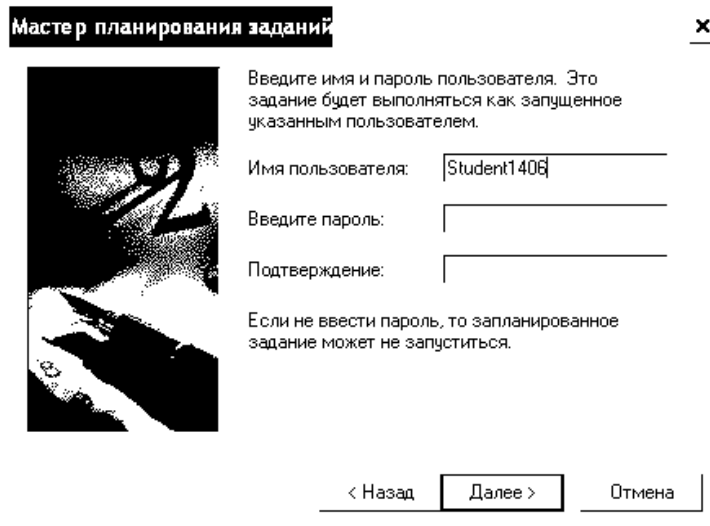 Мастер планирования заданий
Введите имя и пароль пользователя. Это
задание будет выполняться как запущенное
указанным пользователем.
Имя пользователя: Student1406
Введите пароль:
Подтверждение:
Если не ввести пароль, то запланированное
задание может не запуститься.
< Назад Далее > Отмена